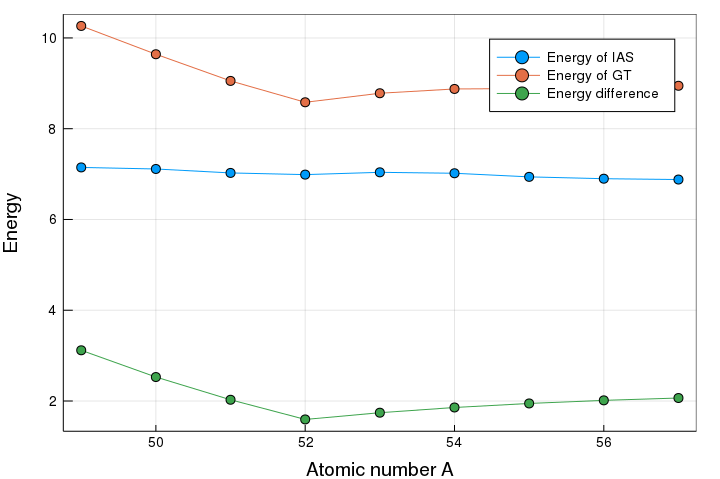 10
8
6
4
2
Energy
Energy of IAS
Energy of GT
Energy difference
50
52
54
56
Atomic number A